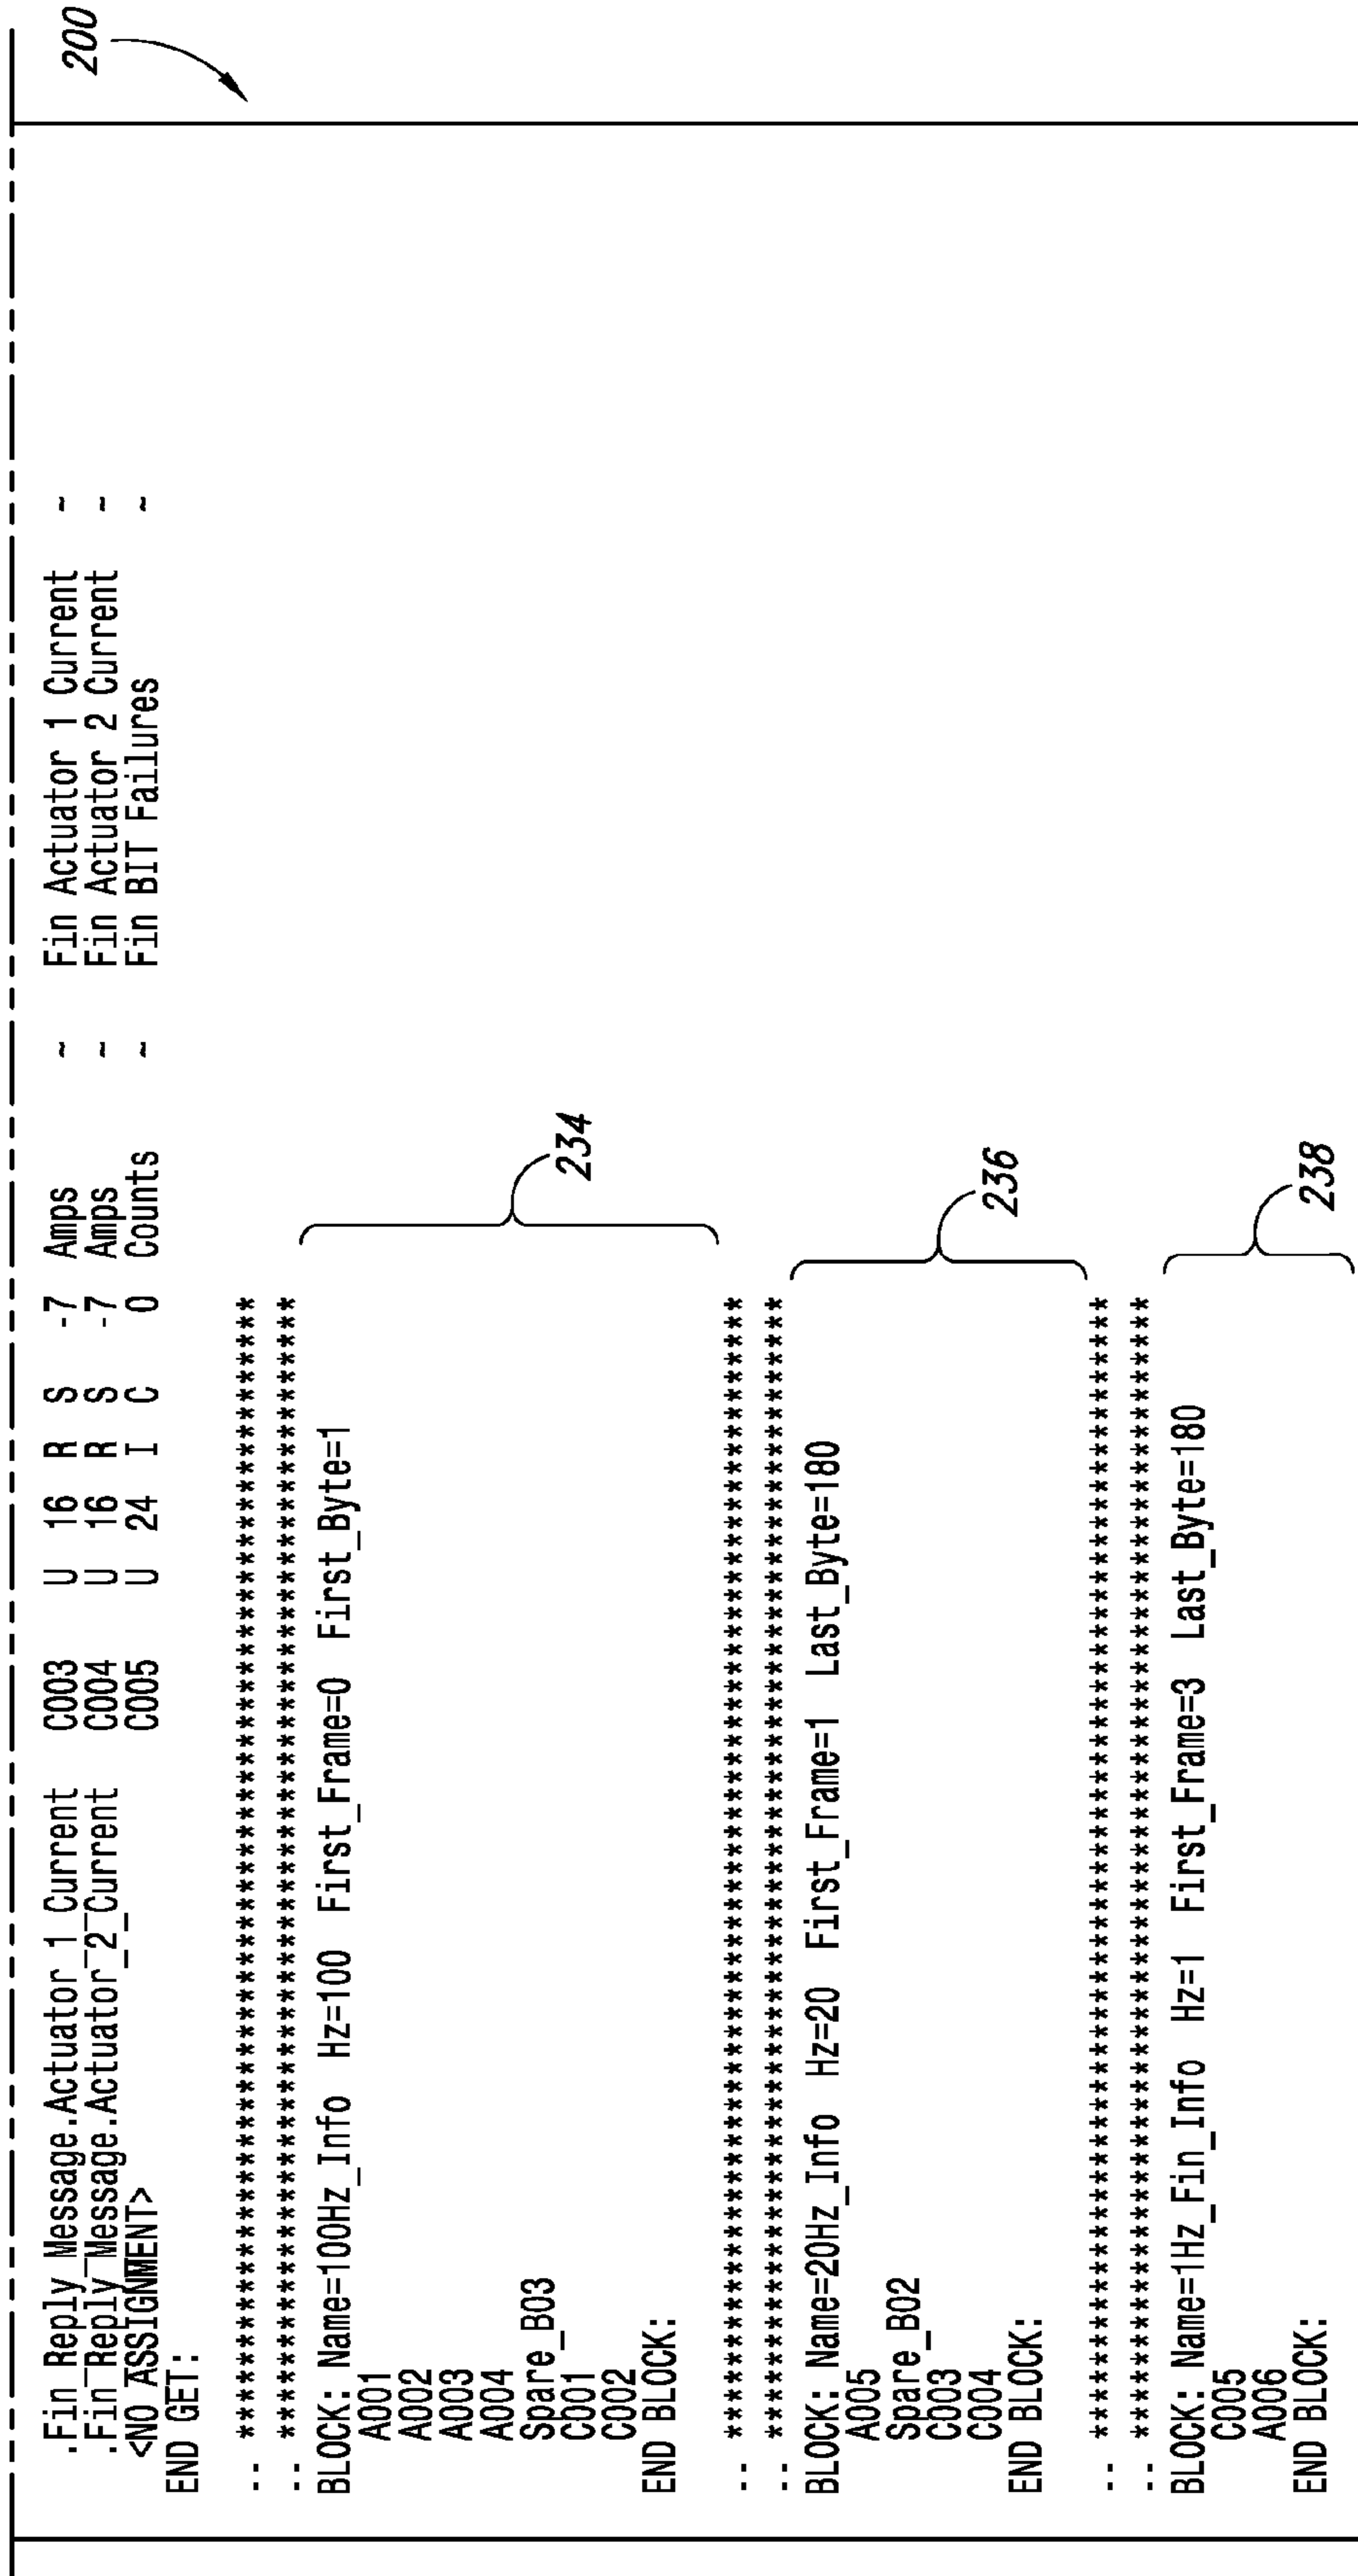 200
.Fin_Reply_Message.Actuator_1_Current C003 U 16 R S -7 Amps ~ Fin Actuator 1 Current ~
.Fin_Reply_Message.Actuator_2_Current C004 U 16 R S -7 Amps ~ Fin Actuator 2 Current ~
<NO ASSIGNMENT> C005 U 24 I C 0 Counts ~ Fin BIT Failures ~
END GET:
:: ***************************************************************
:: ***************************************************************
BLOCK: Name=100Hz_Info Hz=100 First_Frame=0 First_Byte=1
A001
A002
A003
A004
Spare_B03
C001
C002
END BLOCK:
234
:: ***************************************************************
:: ***************************************************************
BLOCK: Name=20Hz_Info Hz=20 First_Frame=1 Last_Byte=180
A005
Spare_B02
C003
C004
END BLOCK:
236
:: ***************************************************************
:: ***************************************************************
BLOCK: Name=1Hz_Fin_Info Hz=1 First_Frame=3 Last_Byte=180
C005
A006
END BLOCK:
238